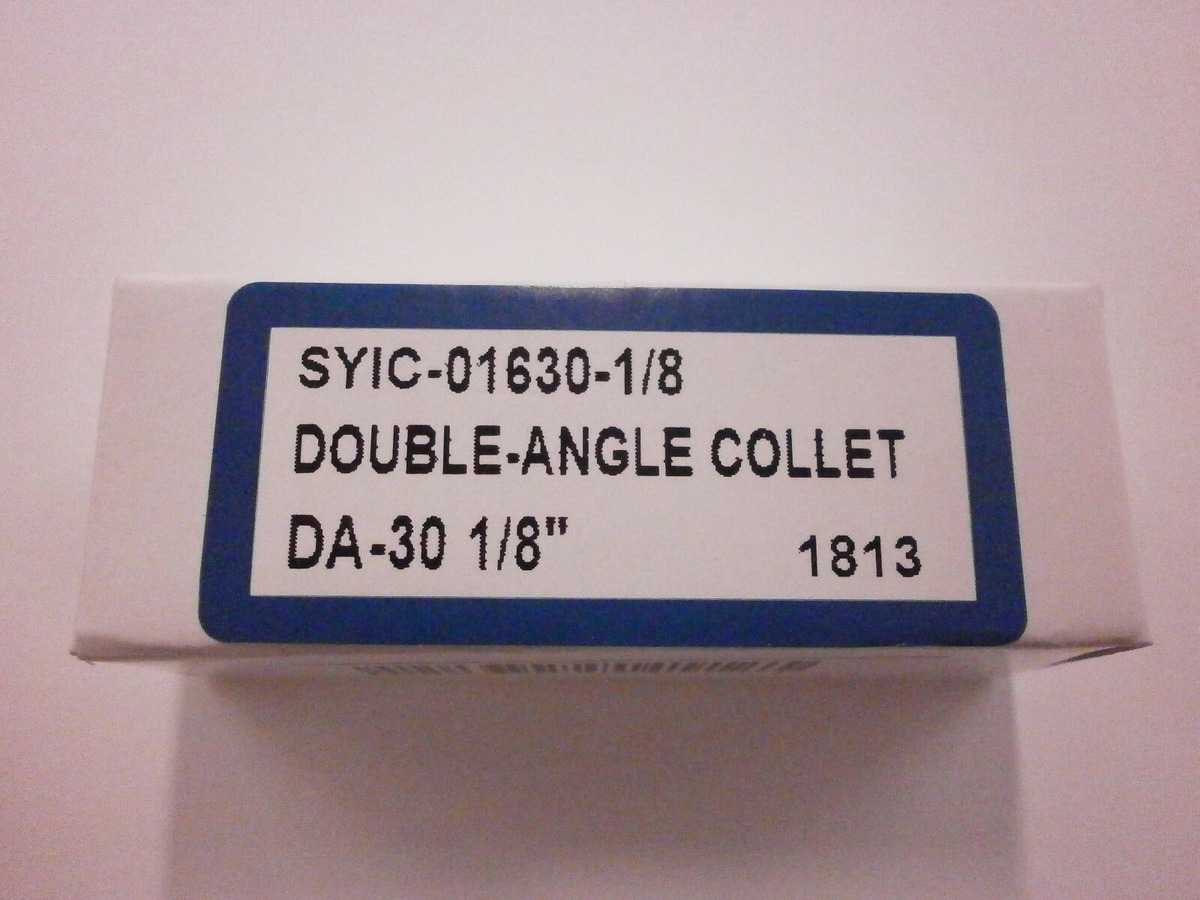 SYIC-01630-1/8
DOUBLE-ANGLE COLLET
DA-30 1/8" 1813